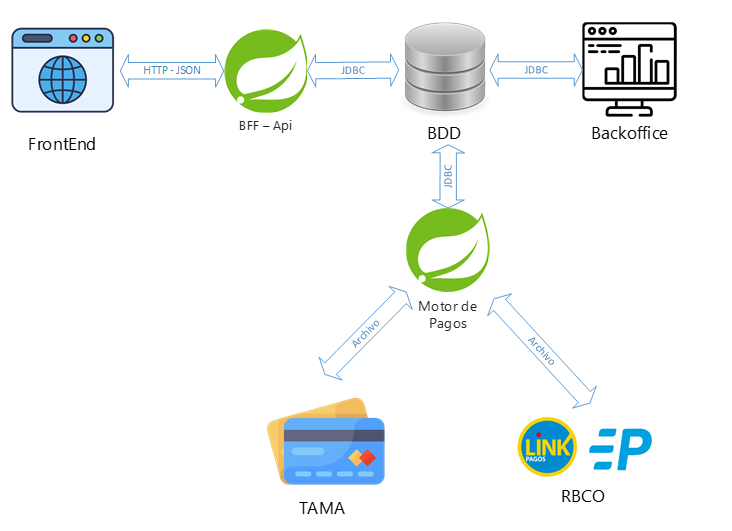 HTTP - JSON
JDBC
JDBC
FrontEnd
BFF – Api
BDD
Backoffice
JDBC
Motor de
Pagos
Archivo
Archivo
LINK
PAGOS
EP
TAMA
RBCO